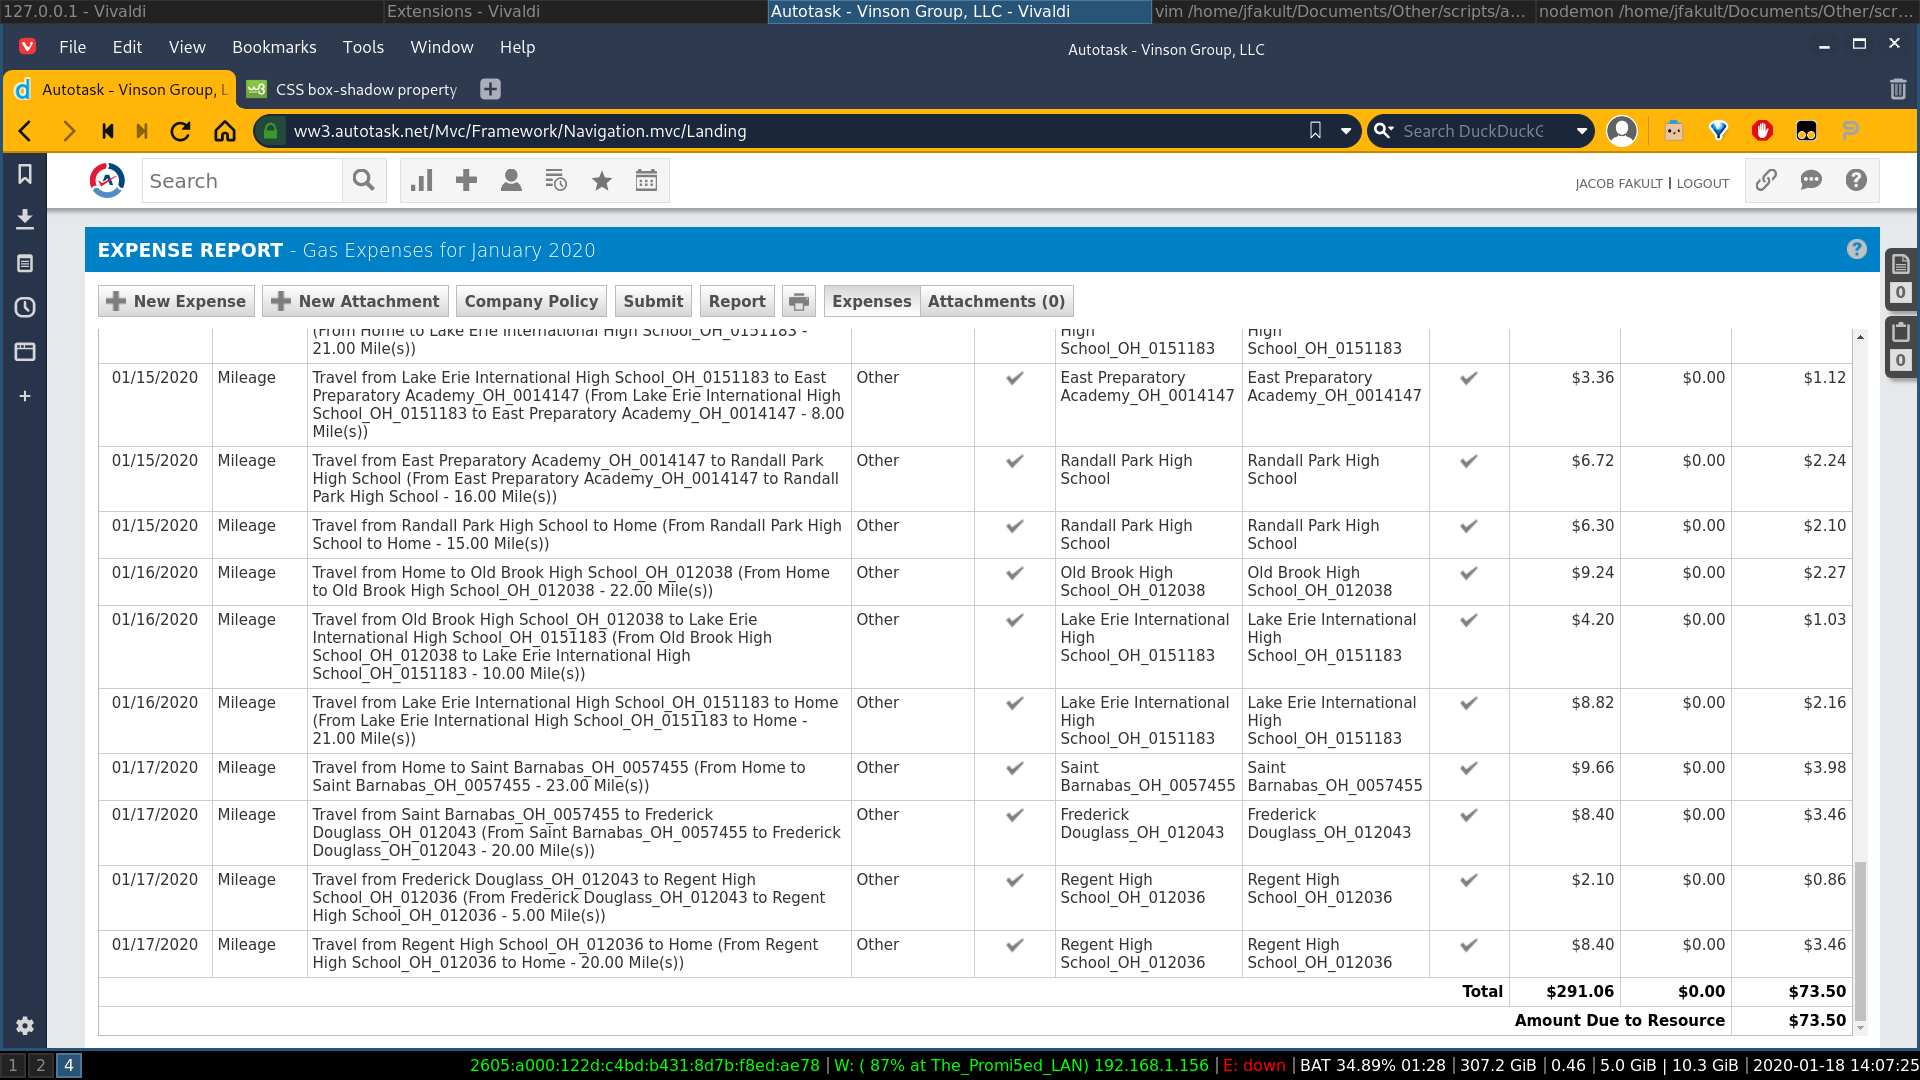 127.0.0.1 - Vivaldi
Extensions - Vivaldi
Autotask - Vinson Group, LLC - Vivaldi
vim /home/jfakult/Documents/Other/scripts/a...
nodemon /home/jfakult/Documents/Other/scr...
File Edit View Bookmarks Tools Window Help
Autotask - Vinson Group, LLC
Autotask - Vinson Group, L
CSS box-shadow property
ww3.autotask.net/Mvc/Framework/Navigation.mvc/Landing
Search DuckDuckG
Search
JACOB FAKULT | LOGOUT
EXPENSE REPORT - Gas Expenses for January 2020
New Expense New Attachment Company Policy Submit Report Expenses Attachments (0)
0
0
(From Home to Lake Erie International High School_OH_0151183 - High High
21.00 Mile(s)) School_OH_0151183 School_OH_0151183
01/15/2020 Mileage Travel from Lake Erie International High School_OH_0151183 to East Other East Preparatory East Preparatory $3.36 $0.00 $1.12
Preparatory Academy_OH_0014147 (From Lake Erie International High Academy_OH_0014147 Academy_OH_0014147
School_OH_0151183 to East Preparatory Academy_OH_0014147 - 8.00
Mile(s))
01/15/2020 Mileage Travel from East Preparatory Academy_OH_0014147 to Randall Park Other Randall Park High Randall Park High $6.72 $0.00 $2.24
High School (From East Preparatory Academy_OH_0014147 to Randall School School
Park High School - 16.00 Mile(s))
01/15/2020 Mileage Travel from Randall Park High School to Home (From Randall Park High Other Randall Park High Randall Park High $6.30 $0.00 $2.10
School to Home - 15.00 Mile(s)) School School
01/16/2020 Mileage Travel from Home to Old Brook High School_OH_012038 (From Home Other Old Brook High Old Brook High $9.24 $0.00 $2.27
to Old Brook High School_OH_012038 - 22.00 Mile(s)) School_OH_012038 School_OH_012038
01/16/2020 Mileage Travel from Old Brook High School_OH_012038 to Lake Erie Other Lake Erie International Lake Erie International $4.20 $0.00 $1.03
International High School_OH_0151183 (From Old Brook High High High
School_OH_012038 to Lake Erie International High School_OH_0151183 School_OH_0151183
School_OH_0151183 - 10.00 Mile(s))
01/16/2020 Mileage Travel from Lake Erie International High School_OH_0151183 to Home Other Lake Erie International Lake Erie International $8.82 $0.00 $2.16
(From Lake Erie International High School_OH_0151183 to Home - High High
21.00 Mile(s)) School_OH_0151183 School_OH_0151183
01/17/2020 Mileage Travel from Home to Saint Barnabas_OH_0057455 (From Home to Other Saint Saint $9.66 $0.00 $3.98
Saint Barnabas_OH_0057455 - 23.00 Mile(s)) Barnabas_OH_0057455 Barnabas_OH_0057455
01/17/2020 Mileage Travel from Saint Barnabas_OH_0057455 to Frederick Other Frederick Frederick $8.40 $0.00 $3.46
Douglass_OH_012043 (From Saint Barnabas_OH_0057455 to Frederick Douglass_OH_012043 Douglass_OH_012043
Douglass_OH_012043 - 20.00 Mile(s))
01/17/2020 Mileage Travel from Frederick Douglass_OH_012043 to Regent High Other Regent High Regent High $2.10 $0.00 $0.86
School_OH_012036 (From Frederick Douglass_OH_012043 to Regent School_OH_012036 School_OH_012036
High School_OH_012036 - 5.00 Mile(s))
01/17/2020 Mileage Travel from Regent High School_OH_012036 to Home (From Regent Other Regent High Regent High $8.40 $0.00 $3.46
High School_OH_012036 to Home - 20.00 Mile(s)) School_OH_012036 School_OH_012036
Total $291.06 $0.00 $73.50
Amount Due to Resource $73.50
1 2 4
2605:a000:122d:c4bd:b431:8d7b:f8ed:ae78 | W: ( 87% at The_Promi5ed_LAN) 192.168.1.156 | E: down | BAT 34.89% 01:28 | 307.2 GiB | 0.46 | 5.0 GiB | 10.3 GiB | 2020-01-18 14:07:25